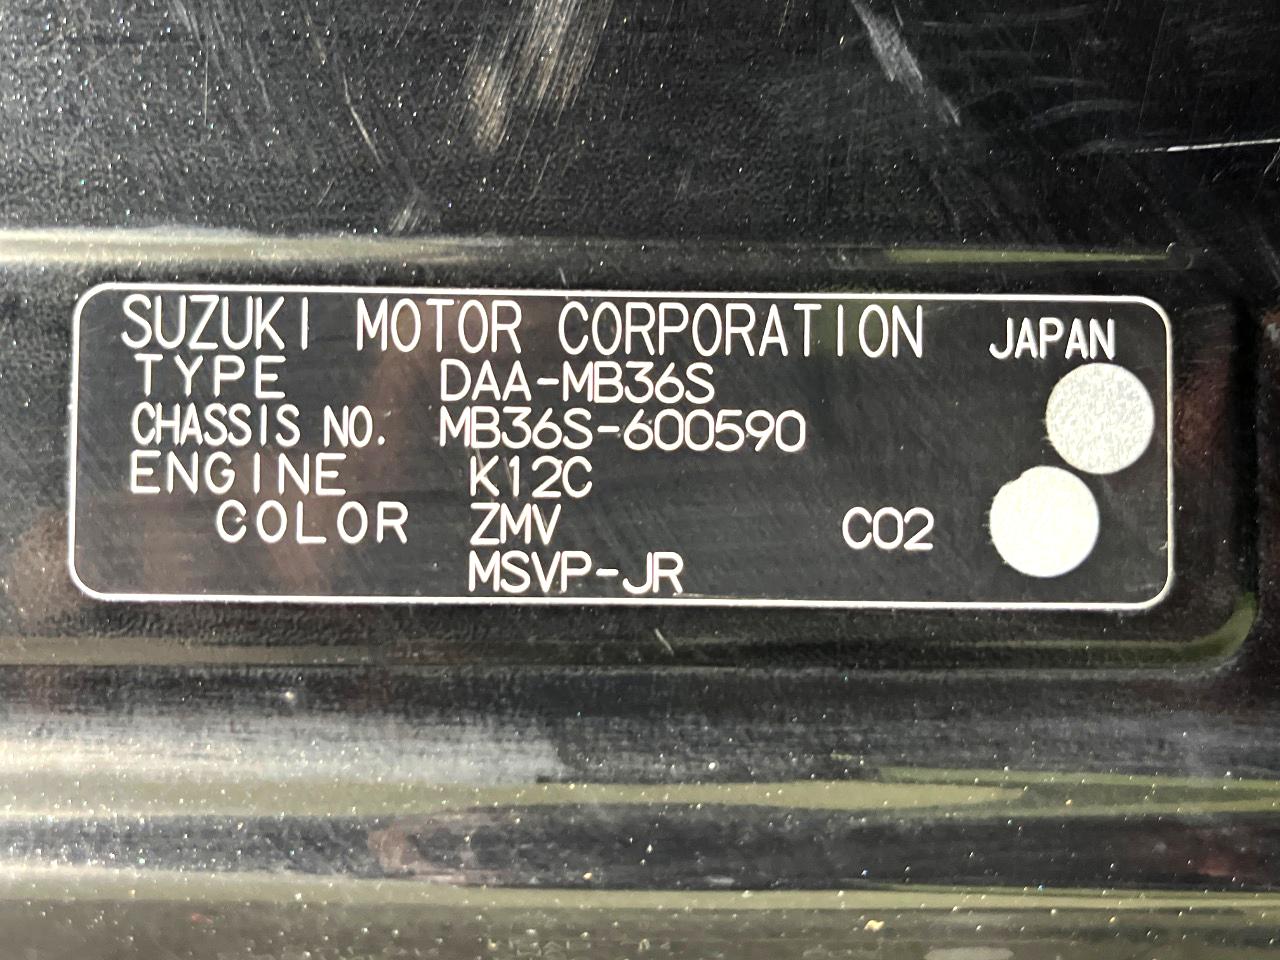 SUZUKI MOTOR CORPORATION JAPAN
TYPE DAA-MB36S
CHASSIS NO. MB36S-600590
ENGINE K12C
COLOR ZMV C02
MSVP-JR